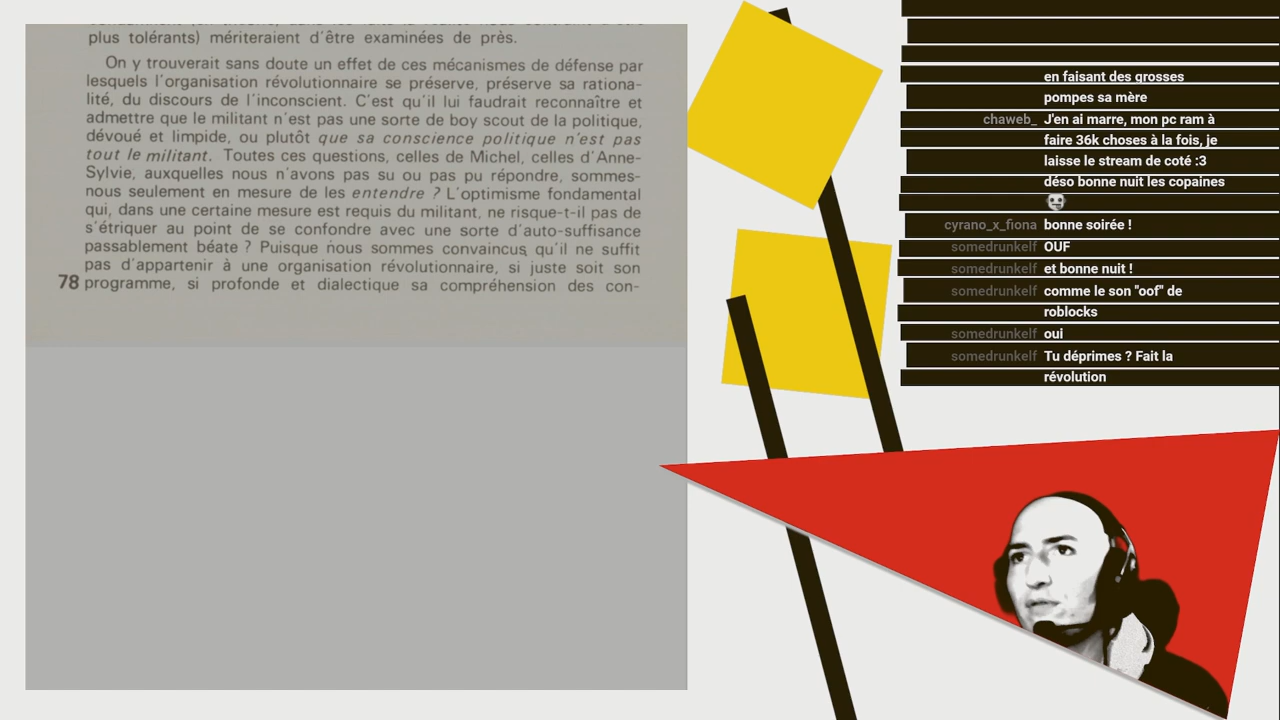 plus tolérants) mériteraient d'être examinées de près.
On y trouverait sans doute un effet de ces mécanismes de défense par
lesquels l'organisation révolutionnaire se préserve, préserve sa rationa-
lité, du discours de l'inconscient. C'est qu'il lui faudrait reconnaître et
admettre que le militant n'est pas une sorte de boy scout de la politique,
dévoué et limpide, ou plutôt que sa conscience politique n'est pas
tout le militant. Toutes ces questions, celles de Michel, celles d'Anne-
Sylvie, auxquelles nous n'avons pas su ou pas pu répondre, sommes-
nous seulement en mesure de les entendre ? L'optimisme fondamental
qui, dans une certaine mesure est requis du militant, ne risque-t-il pas de
s'étriquer au point de se confondre avec une sorte d'auto-suffisance
passablement béate ? Puisque nous sommes convaincus qu'il ne suffit
pas d'appartenir à une organisation révolutionnaire, si juste soit son
78 programme, si profonde et dialectique sa compréhension des con-
en faisant des grosses
pompes sa mère
chaweb_ J'en ai marre, mon pc ram à
faire 36k choses à la fois, je
laisse le stream de coté :3
déso bonne nuit les copaines
cyrano_x_fiona bonne soirée !
somedrunkelf OUF
somedrunkelf et bonne nuit !
somedrunkelf comme le son "oof" de
roblocks
somedrunkelf oui
somedrunkelf Tu déprimes ? Fait la
révolution